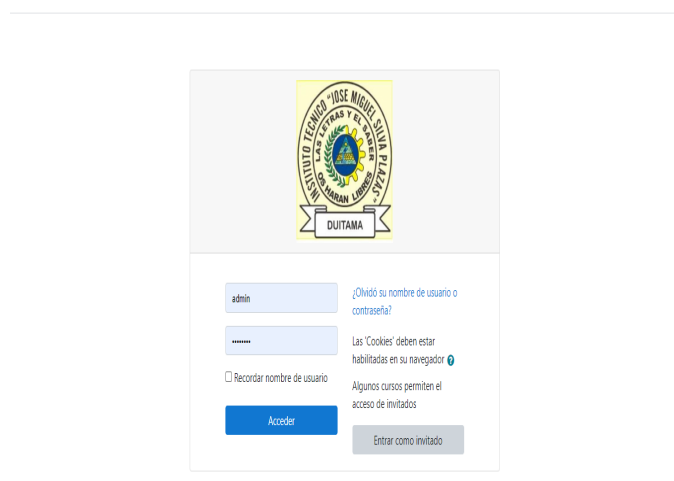 INSTITUTO TECNICO "JOSE MIGUEL SILVA PLAZAS"
LAS LETRAS Y EL SABER
OS HARAN LIBRES
DUITAMA
admin
••••••••
Recordar nombre de usuario
Acceder
¿Olvidó su nombre de usuario o
contraseña?
Las 'Cookies' deben estar
habilitadas en su navegador
Algunos cursos permiten el
acceso de invitados
Entrar como invitado